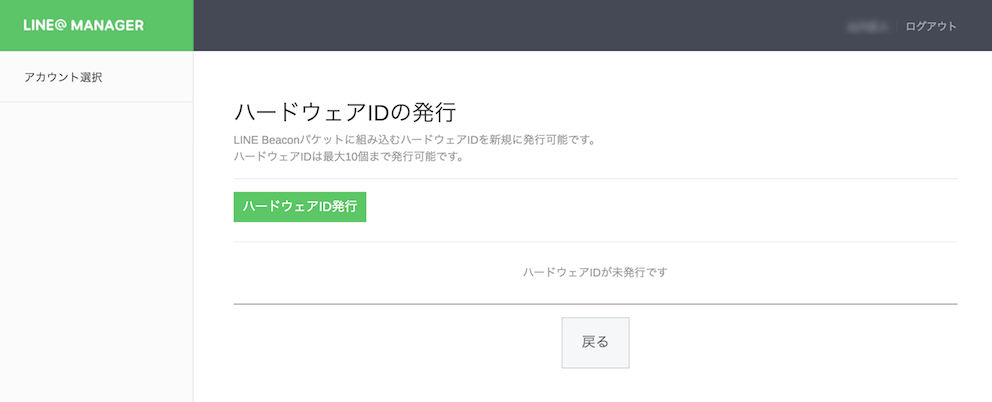 LINE@ MANAGER
ログアウト
アカウント選択
ハードウェアIDの発行
LINE Beaconパケットに組み込むハードウェアIDを新規に発行可能です。
ハードウェアIDは最大10個まで発行可能です。
ハードウェアID発行
ハードウェアIDが未発行です
戻る